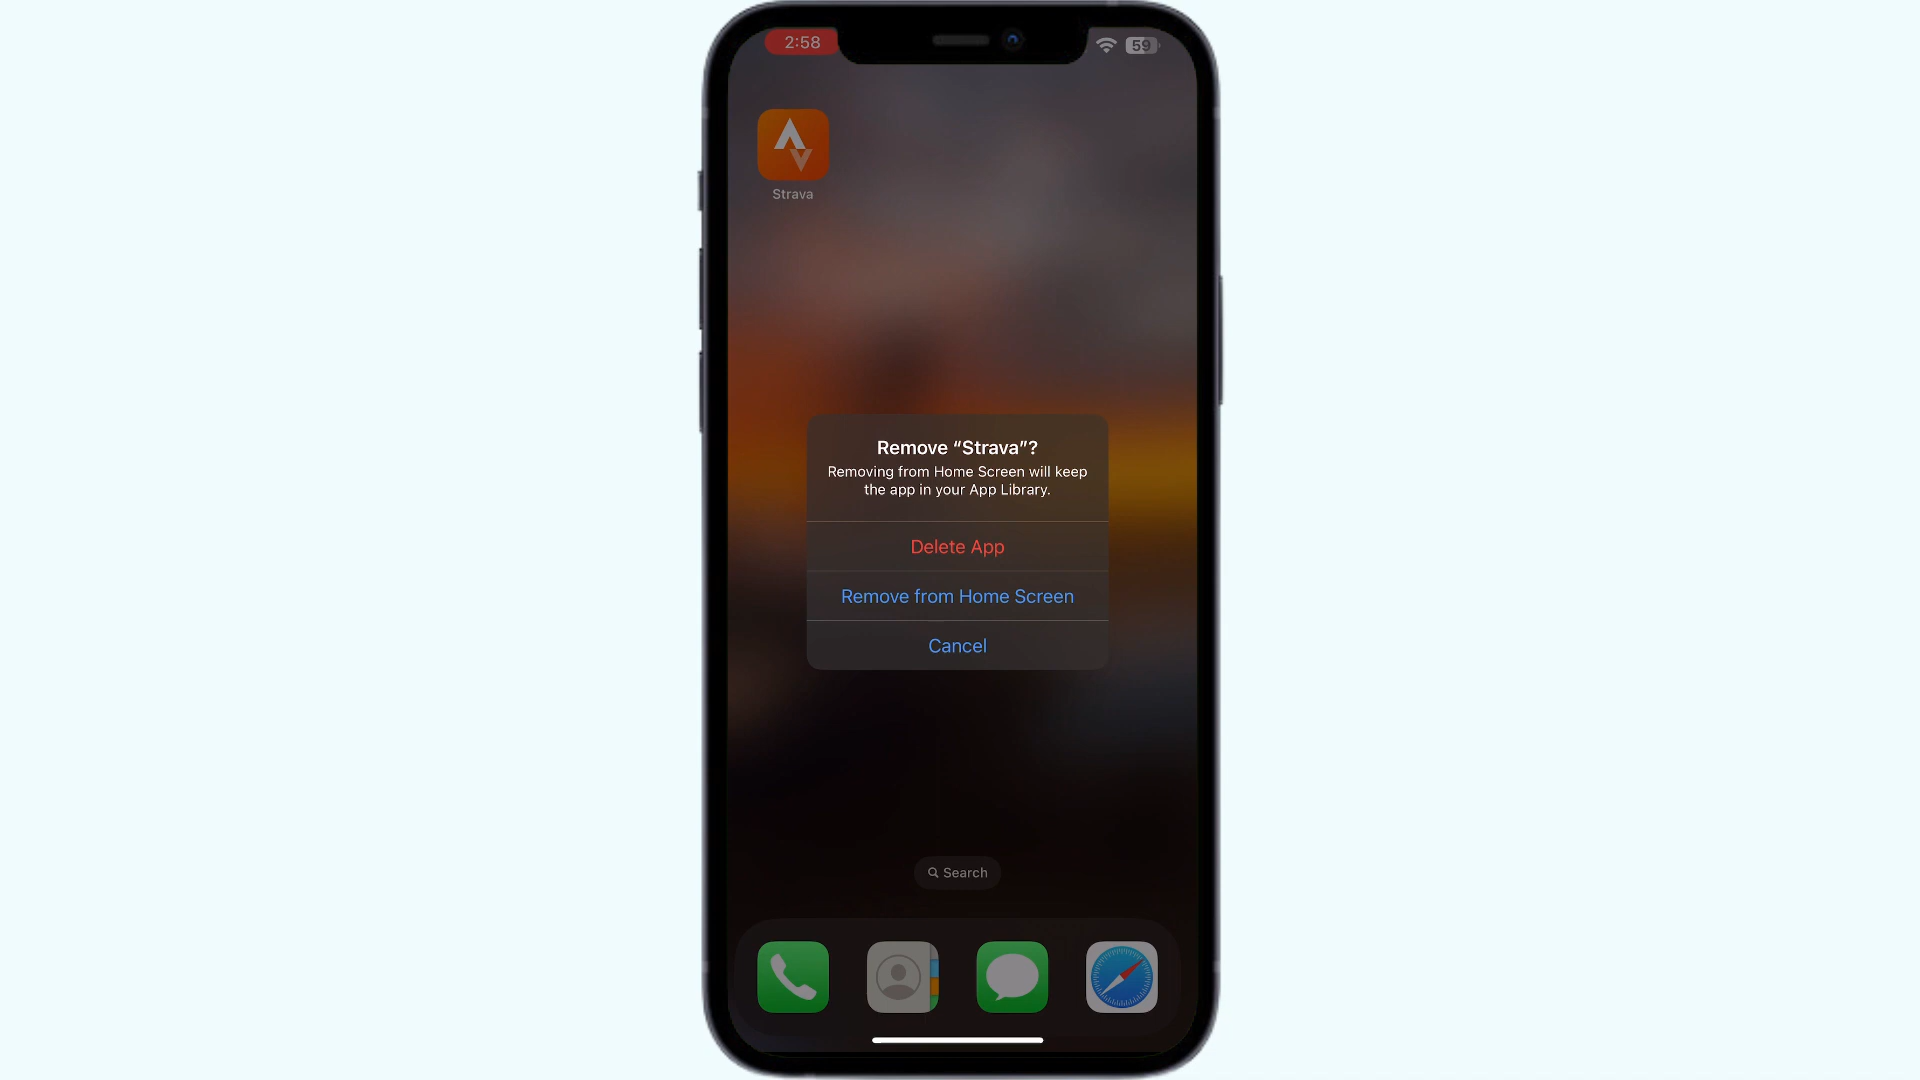 2:58
59
Strava
Remove “Strava”?
Removing from Home Screen will keep
the app in your App Library.
Delete App
Remove from Home Screen
Cancel
Search